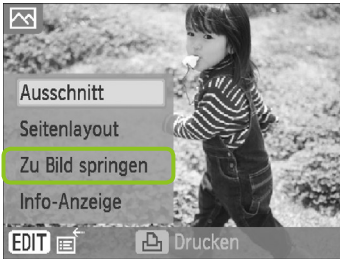 Ausschnitt
Seitenlayout
Zu Bild springen
Info-Anzeige
EDIT Drucken